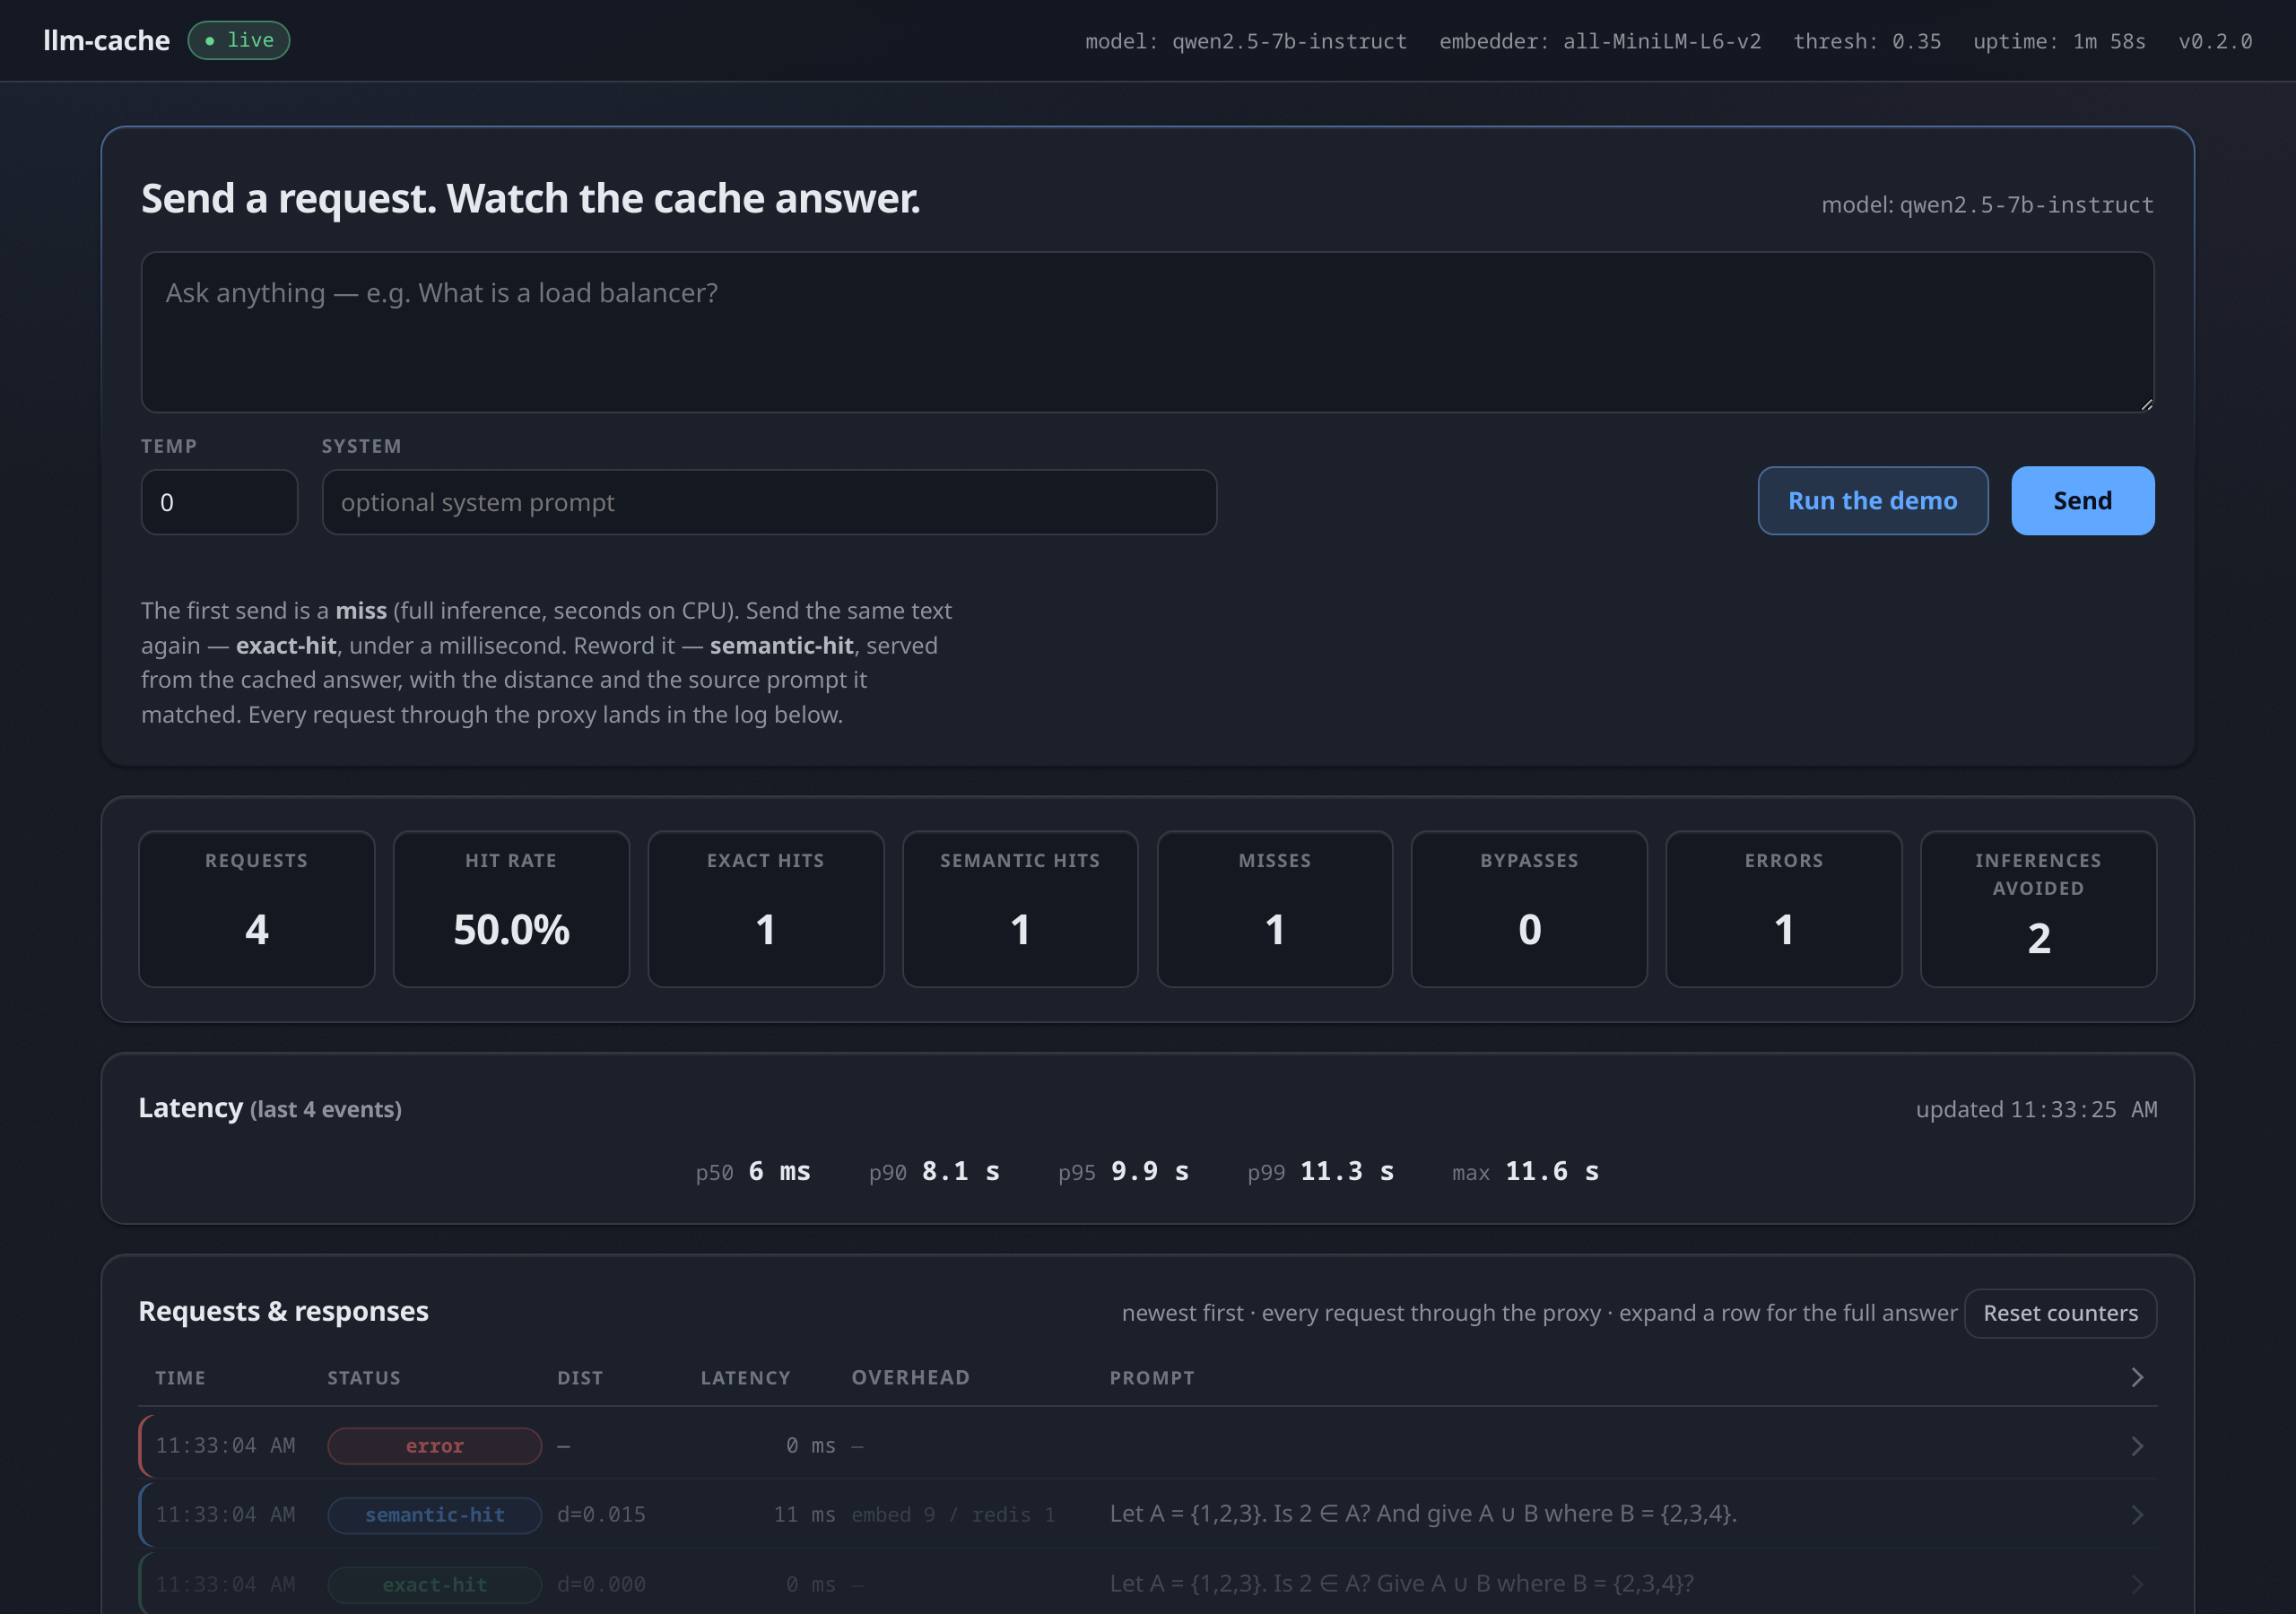 llm-cache ● live model: qwen2.5-7b-instruct embedder: all-MiniLM-L6-v2 thresh: 0.35 uptime: 1m 58s v0.2.0
Send a request. Watch the cache answer. model: qwen2.5-7b-instruct
Ask anything — e.g. What is a load balancer?
TEMP SYSTEM
0 optional system prompt Run the demo Send
The first send is a miss (full inference, seconds on CPU). Send the same text
again — exact-hit, under a millisecond. Reword it — semantic-hit, served
from the cached answer, with the distance and the source prompt it
matched. Every request through the proxy lands in the log below.
REQUESTS HIT RATE EXACT HITS SEMANTIC HITS MISSES BYPASSES ERRORS INFERENCES
AVOIDED
4 50.0% 1 1 1 0 1 2
Latency (last 4 events) updated 11:33:25 AM
p50 6 ms p90 8.1 s p95 9.9 s p99 11.3 s max 11.6 s
Requests & responses newest first · every request through the proxy · expand a row for the full answer Reset counters
TIME STATUS DIST LATENCY OVERHEAD PROMPT
11:33:04 AM error — 0 ms —
11:33:04 AM semantic-hit d=0.015 11 ms embed 9 / redis 1 Let A = {1,2,3}. Is 2 ∈ A? And give A ∪ B where B = {2,3,4}.
11:33:04 AM exact-hit d=0.000 0 ms — Let A = {1,2,3}. Is 2 ∈ A? Give A ∪ B where B = {2,3,4}?